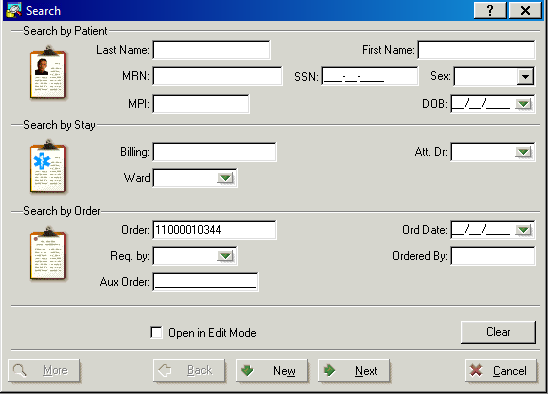 Search
Search by Patient
Last Name: First Name:
MRN: SSN: ___-__-____ Sex:
MPI: DOB: __/__/____
Search by Stay
Billing: Att. Dr:
Ward
Search by Order
Order: 11000010344 Ord Date: __/__/____
Req. by: Ordered By:
Aux Order:
Open in Edit Mode Clear
More Back New Next Cancel